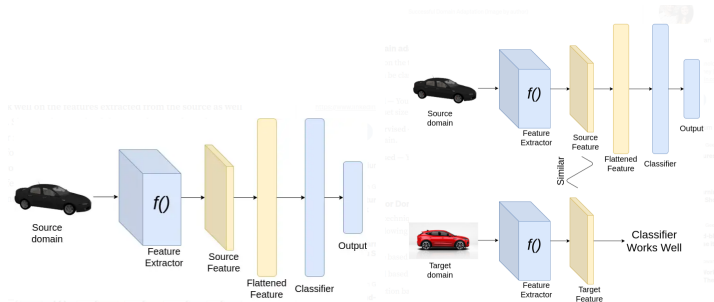 Source
domain
f()
Feature
Extractor
Source
Feature
Flattened
Feature
Classifier
Output
Source
domain
f()
Feature
Extractor
Source
Feature
Flattened
Feature
Classifier
Output
Similar
Target
domain
f()
Feature
Extractor
Target
Feature
Classifier
Works Well